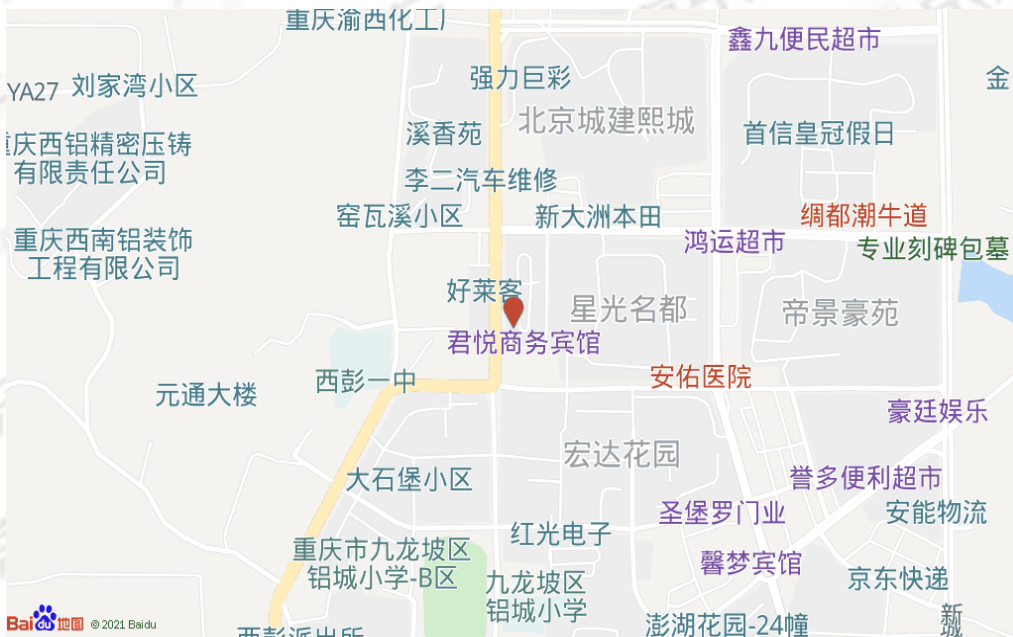 重庆渝西化工厂
鑫九便民超市
强力巨彩
金
YA27
刘家湾小区
北京城建熙城
溪香苑
首信皇冠假日
重庆西铝精密压铸
有限责任公司
李二汽车维修
窑瓦溪小区
新大洲本田
绸都潮牛道
鸿运超市
专业刻碑包墓
重庆西南铝装饰
工程有限公司
好莱客
星光名都
帝景豪苑
君悦商务宾馆
西彭一中
安佑医院
元通大楼
豪廷娱乐
宏达花园
大石堡小区
誉多便利超市
圣堡罗门业
安能物流
红光电子
重庆市九龙坡区
铝城小学-B区
馨梦宾馆
九龙坡区
铝城小学
京东快递
新
城
澎湖花园-24幢
西彭派出所
Bai du 地图 © 2021 Baidu